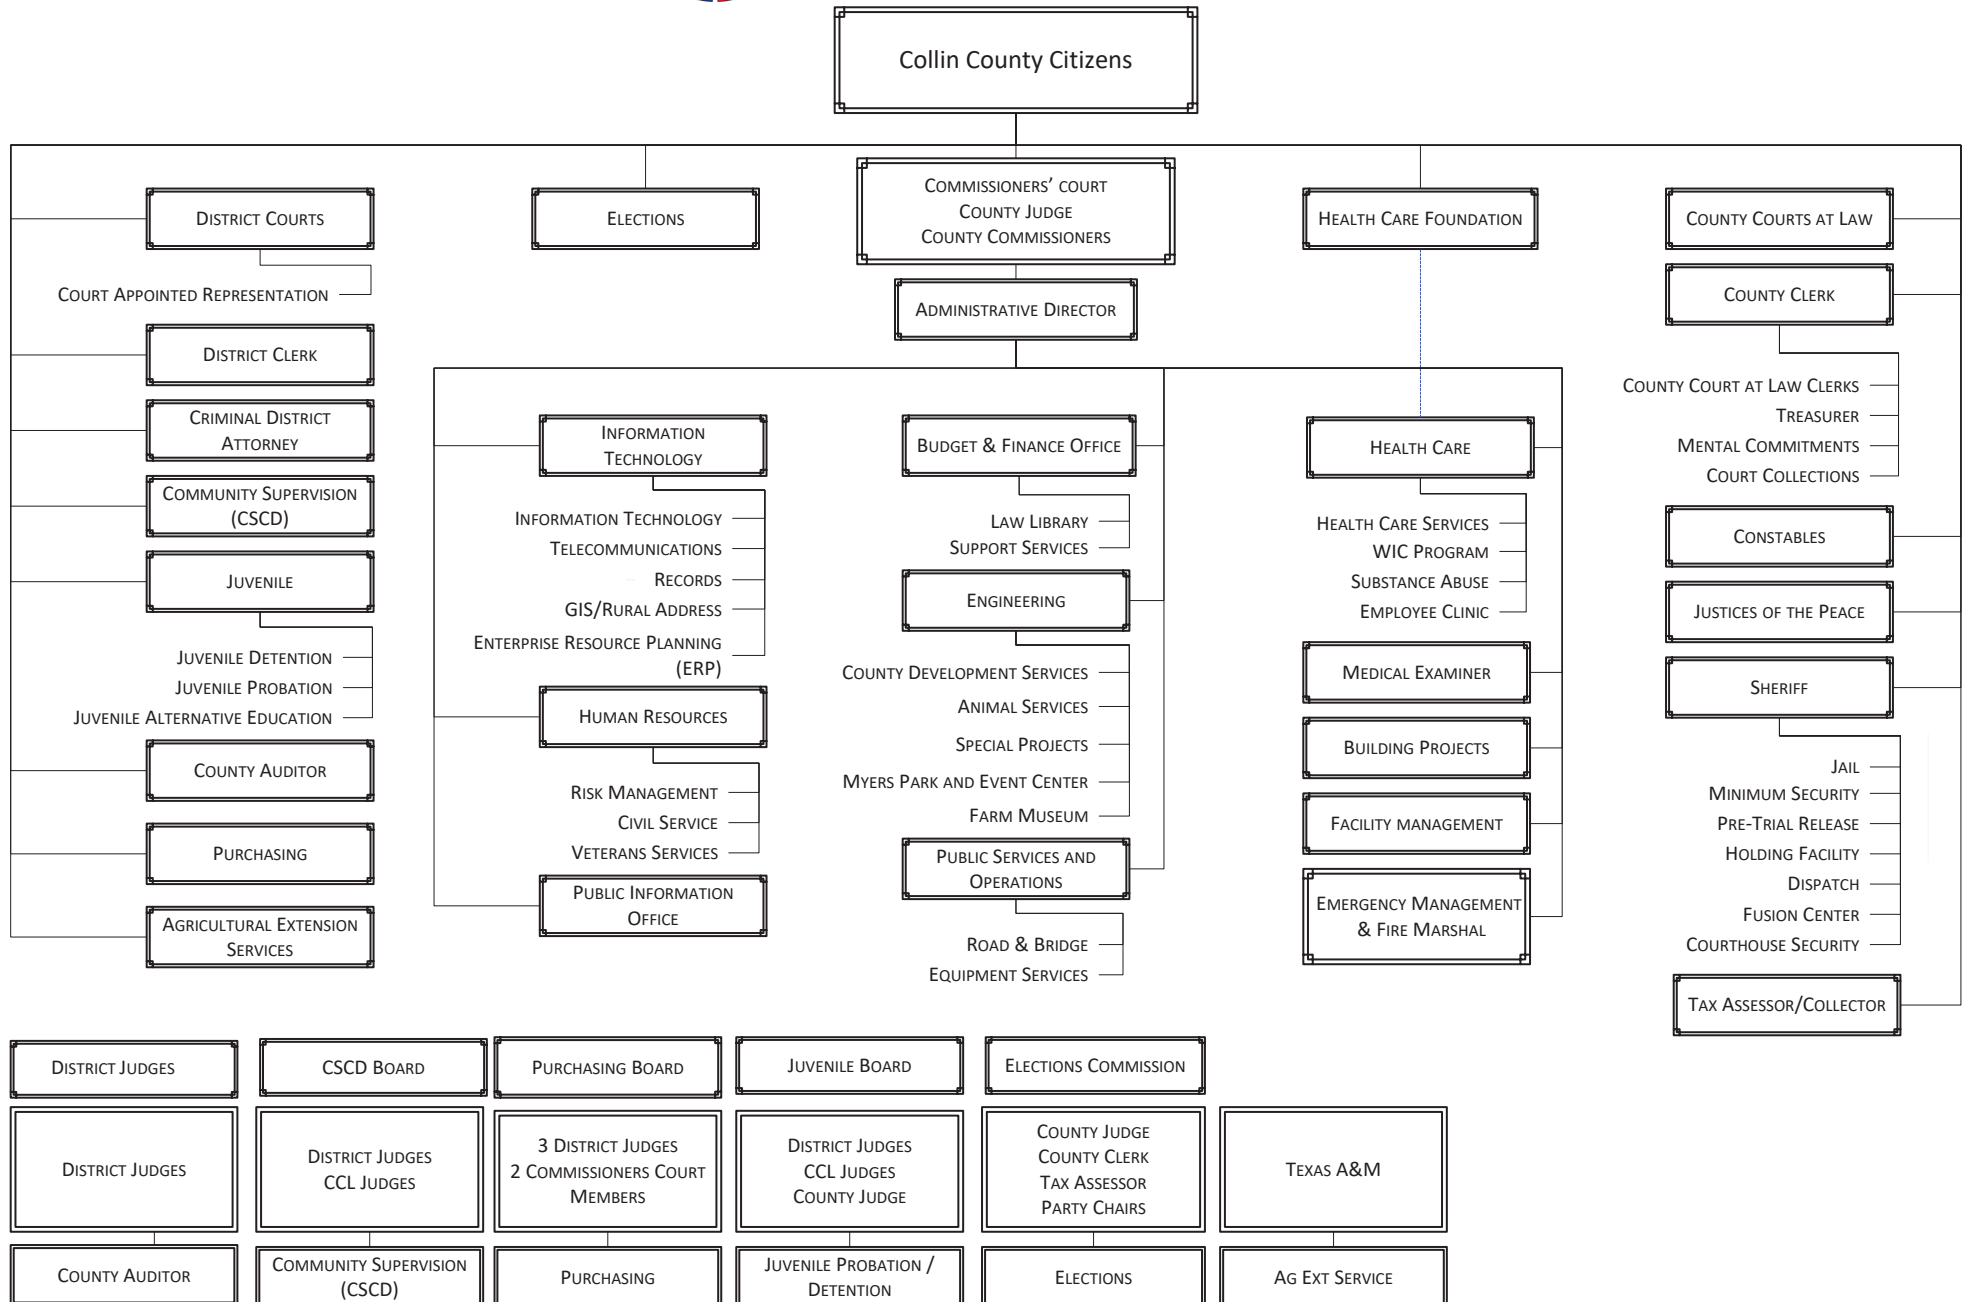 Collin County Citizens
COMMISSIONERS' COURT
COUNTY JUDGE
COUNTY COMMISSIONERS
DISTRICT COURTS
ELECTIONS
HEALTH CARE FOUNDATION
COUNTY COURTS AT LAW
COURT APPOINTED REPRESENTATION
ADMINISTRATIVE DIRECTOR
COUNTY CLERK
DISTRICT CLERK
CRIMINAL DISTRICT
ATTORNEY
COMMUNITY SUPERVISION
(CSCD)
JUVENILE
JUVENILE DETENTION
JUVENILE PROBATION
JUVENILE ALTERNATIVE EDUCATION
COUNTY AUDITOR
PURCHASING
AGRICULTURAL EXTENSION
SERVICES
INFORMATION
TECHNOLOGY
INFORMATION TECHNOLOGY
TELECOMMUNICATIONS
RECORDS
GIS/RURAL ADDRESS
ENTERPRISE RESOURCE PLANNING
(ERP)
HUMAN RESOURCES
RISK MANAGEMENT
CIVIL SERVICE
VETERANS SERVICES
PUBLIC INFORMATION
OFFICE
BUDGET & FINANCE OFFICE
LAW LIBRARY
SUPPORT SERVICES
ENGINEERING
COUNTY DEVELOPMENT SERVICES
ANIMAL SERVICES
SPECIAL PROJECTS
MYERS PARK AND EVENT CENTER
FARM MUSEUM
PUBLIC SERVICES AND
OPERATIONS
ROAD & BRIDGE
EQUIPMENT SERVICES
HEALTH CARE
HEALTH CARE SERVICES
WIC PROGRAM
SUBSTANCE ABUSE
EMPLOYEE CLINIC
MEDICAL EXAMINER
BUILDING PROJECTS
FACILITY MANAGEMENT
EMERGENCY MANAGEMENT
& FIRE MARSHAL
COUNTY COURT AT LAW CLERKS
TREASURER
MENTAL COMMITMENTS
COURT COLLECTIONS
CONSTABLES
JUSTICES OF THE PEACE
SHERIFF
JAIL
MINIMUM SECURITY
PRE-TRIAL RELEASE
HOLDING FACILITY
DISPATCH
FUSION CENTER
COURTHOUSE SECURITY
TAX ASSESSOR/COLLECTOR
DISTRICT JUDGES
CSCD BOARD
PURCHASING BOARD
JUVENILE BOARD
ELECTIONS COMMISSION
DISTRICT JUDGES
DISTRICT JUDGES
CCL JUDGES
3 DISTRICT JUDGES
2 COMMISSIONERS COURT
MEMBERS
DISTRICT JUDGES
CCL JUDGES
COUNTY JUDGE
COUNTY JUDGE
COUNTY CLERK
TAX ASSESSOR
PARTY CHAIRS
TEXAS A&M
COUNTY AUDITOR
COMMUNITY SUPERVISION
(CSCD)
PURCHASING
JUVENILE PROBATION /
DETENTION
ELECTIONS
AG EXT SERVICE